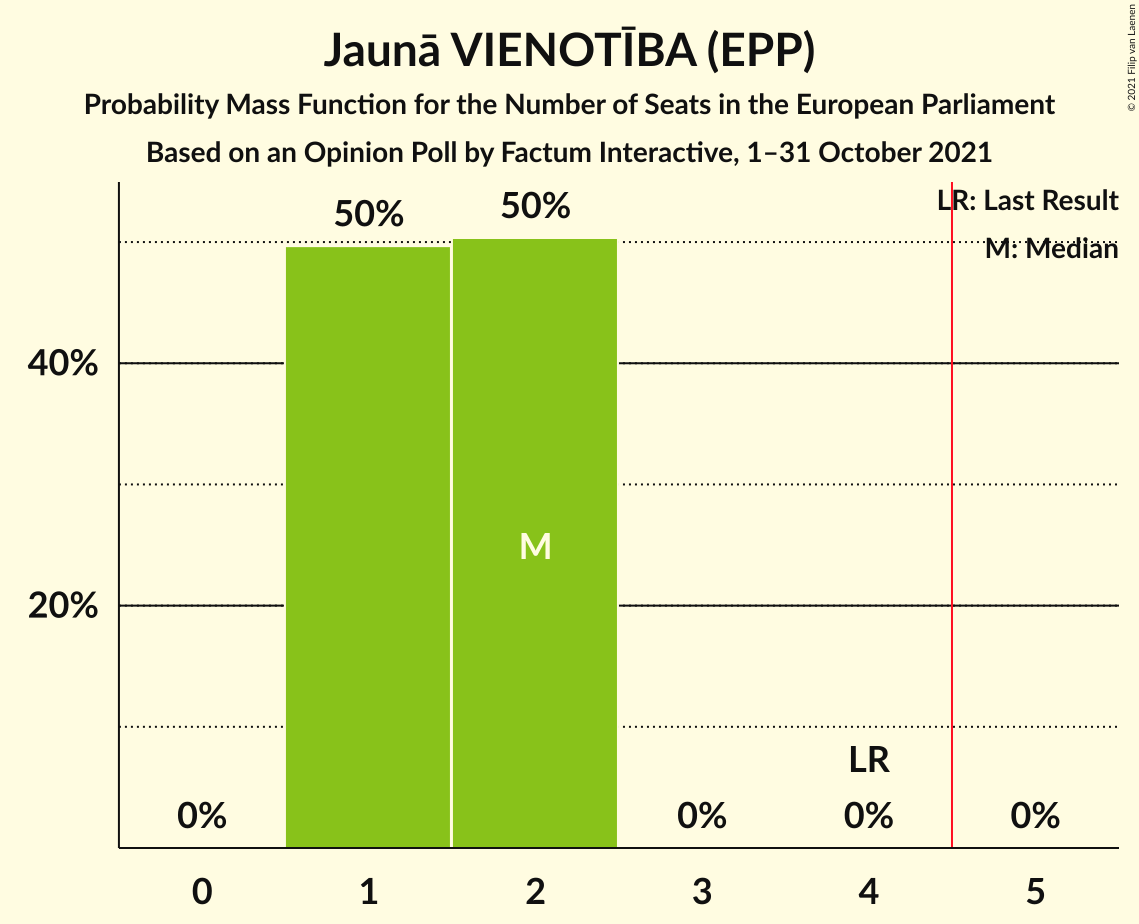 Jaunā VIENOTĪBA (EPP)
Probability Mass Function for the Number of Seats in the European Parliament
Based on an Opinion Poll by Factum Interactive, 1–31 October 2021
© 2021 Filip van Laenen
LR: Last Result
M: Median
50%
50%
40%
20%
M
LR
0%
0%
0%
0%
0
1
2
3
4
5